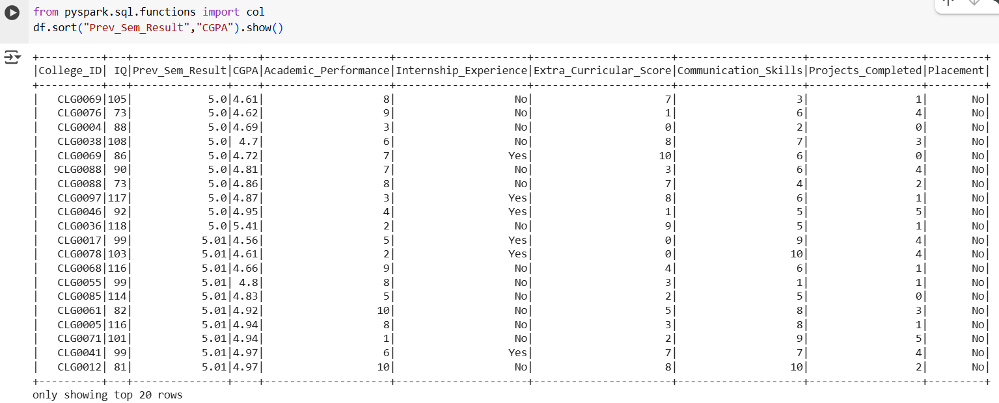 from pyspark.sql.functions import col
df.sort("Prev_Sem_Result","CGPA").show()
+----------+---+---------------+----+--------------------+---------------------+----------------------+--------------------+------------------+---------+
|College_ID| IQ|Prev_Sem_Result|CGPA|Academic_Performance|Internship_Experience|Extra_Curricular_Score|Communication_Skills|Projects_Completed|Placement|
+----------+---+---------------+----+--------------------+---------------------+----------------------+--------------------+------------------+---------+
|   CLG0069|105|            5.0|4.61|                   8|                   No|                     7|                   3|                 1|       No|
|   CLG0076| 73|            5.0|4.62|                   9|                   No|                     1|                   6|                 4|       No|
|   CLG0004| 88|            5.0|4.69|                   3|                   No|                     0|                   2|                 0|       No|
|   CLG0038|108|            5.0| 4.7|                   6|                   No|                     8|                   7|                 3|       No|
|   CLG0069| 86|            5.0|4.72|                   7|                  Yes|                    10|                   6|                 0|       No|
|   CLG0088| 90|            5.0|4.81|                   7|                   No|                     3|                   6|                 4|       No|
|   CLG0088| 73|            5.0|4.86|                   8|                   No|                     7|                   4|                 2|       No|
|   CLG0097|117|            5.0|4.87|                   3|                  Yes|                     8|                   6|                 1|       No|
|   CLG0046| 92|            5.0|4.95|                   4|                  Yes|                     1|                   5|                 5|       No|
|   CLG0036|118|            5.0|5.41|                   2|                   No|                     9|                   5|                 1|       No|
|   CLG0017| 99|           5.01|4.56|                   5|                  Yes|                     0|                   9|                 4|       No|
|   CLG0078|103|           5.01|4.61|                   2|                  Yes|                     0|                  10|                 4|       No|
|   CLG0068|116|           5.01|4.66|                   9|                   No|                     4|                   6|                 1|       No|
|   CLG0055| 99|           5.01| 4.8|                   8|                   No|                     3|                   1|                 1|       No|
|   CLG0085|114|           5.01|4.83|                   5|                   No|                     2|                   5|                 0|       No|
|   CLG0061| 82|           5.01|4.92|                  10|                   No|                     5|                   8|                 3|       No|
|   CLG0005|116|           5.01|4.94|                   8|                   No|                     3|                   8|                 1|       No|
|   CLG0071|101|           5.01|4.94|                   1|                   No|                     2|                   9|                 5|       No|
|   CLG0041| 99|           5.01|4.97|                   6|                  Yes|                     7|                   7|                 4|       No|
|   CLG0012| 81|           5.01|4.97|                  10|                   No|                     8|                  10|                 2|       No|
+----------+---+---------------+----+--------------------+---------------------+----------------------+--------------------+------------------+---------+
only showing top 20 rows